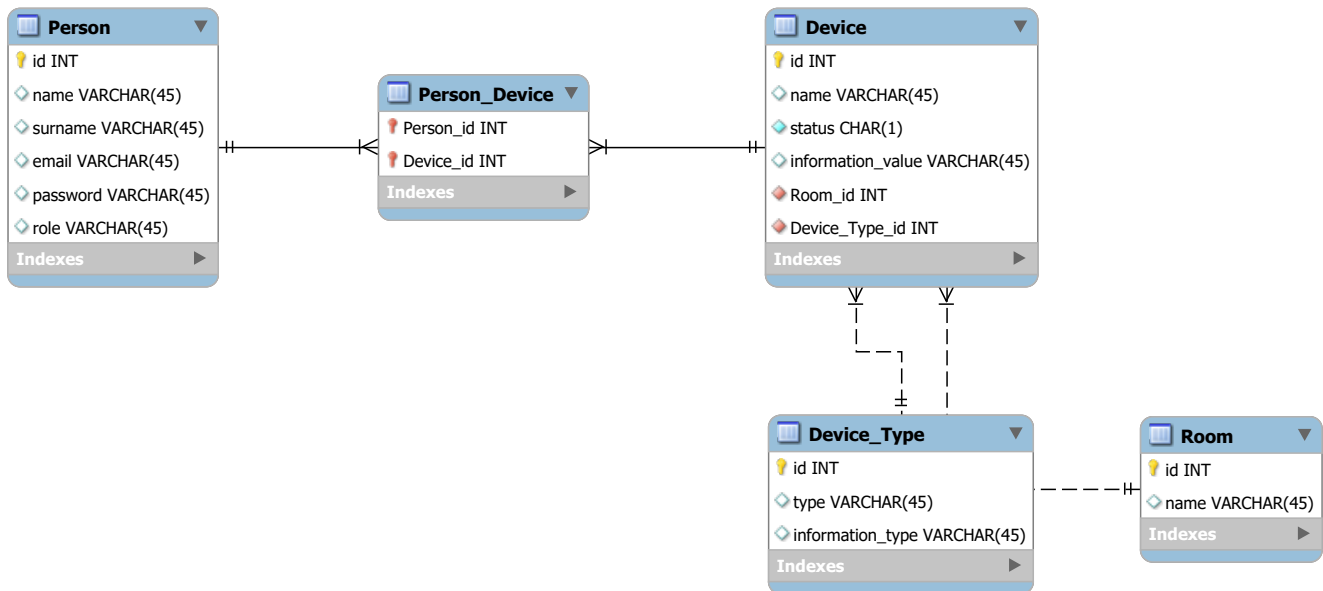 Person
id INT
name VARCHAR(45)
surname VARCHAR(45)
email VARCHAR(45)
password VARCHAR(45)
role VARCHAR(45)
Indexes
Person_Device
Person_id INT
Device_id INT
Indexes
Device
id INT
name VARCHAR(45)
status CHAR(1)
information_value VARCHAR(45)
Room_id INT
Device_Type_id INT
Indexes
Device_Type
id INT
type VARCHAR(45)
information_type VARCHAR(45)
Indexes
Room
id INT
name VARCHAR(45)
Indexes